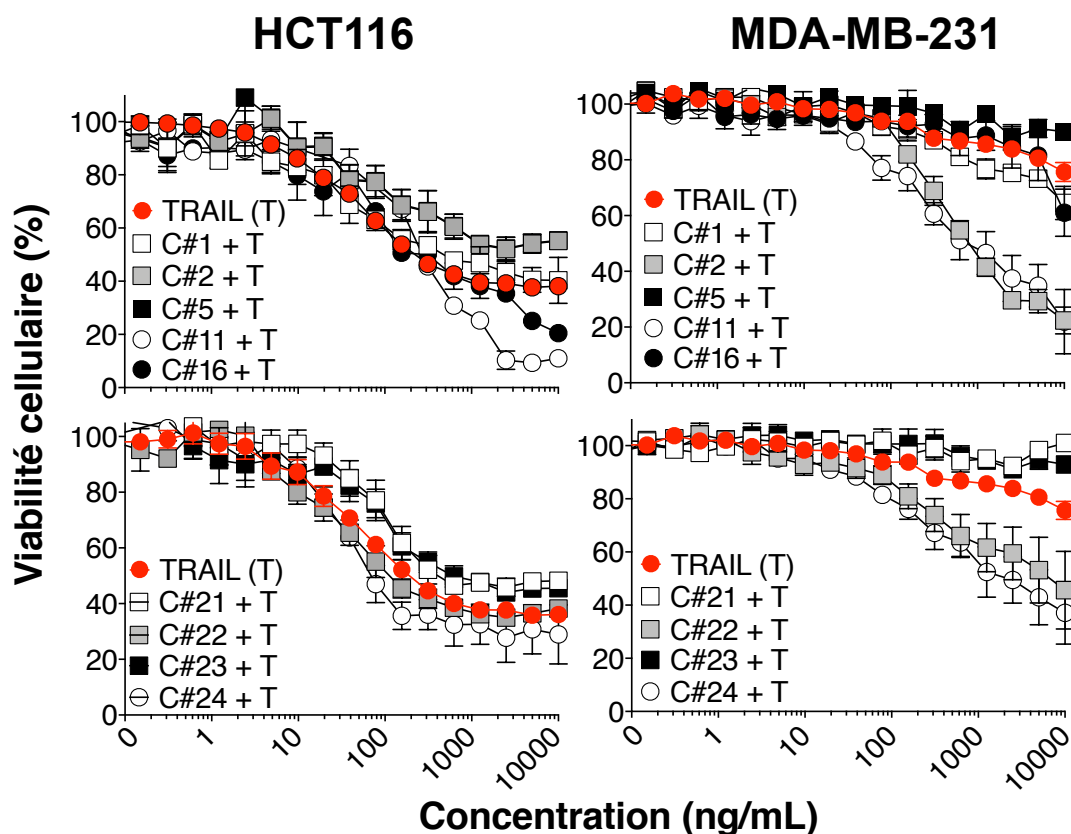 HCT116
MDA-MB-231
Viabilité cellulaire (%)
100
80
60
40
20
0
TRAIL (T)
C#1 + T
C#2 + T
C#5 + T
C#11 + T
C#16 + T
100
80
60
40
20
0
TRAIL (T)
C#1 + T
C#2 + T
C#5 + T
C#11 + T
C#16 + T
100
80
60
40
20
0
TRAIL (T)
C#21 + T
C#22 + T
C#23 + T
C#24 + T
0
1
10
100
1000
10000
100
80
60
40
20
0
TRAIL (T)
C#21 + T
C#22 + T
C#23 + T
C#24 + T
0
1
10
100
1000
10000
Concentration (ng/mL)